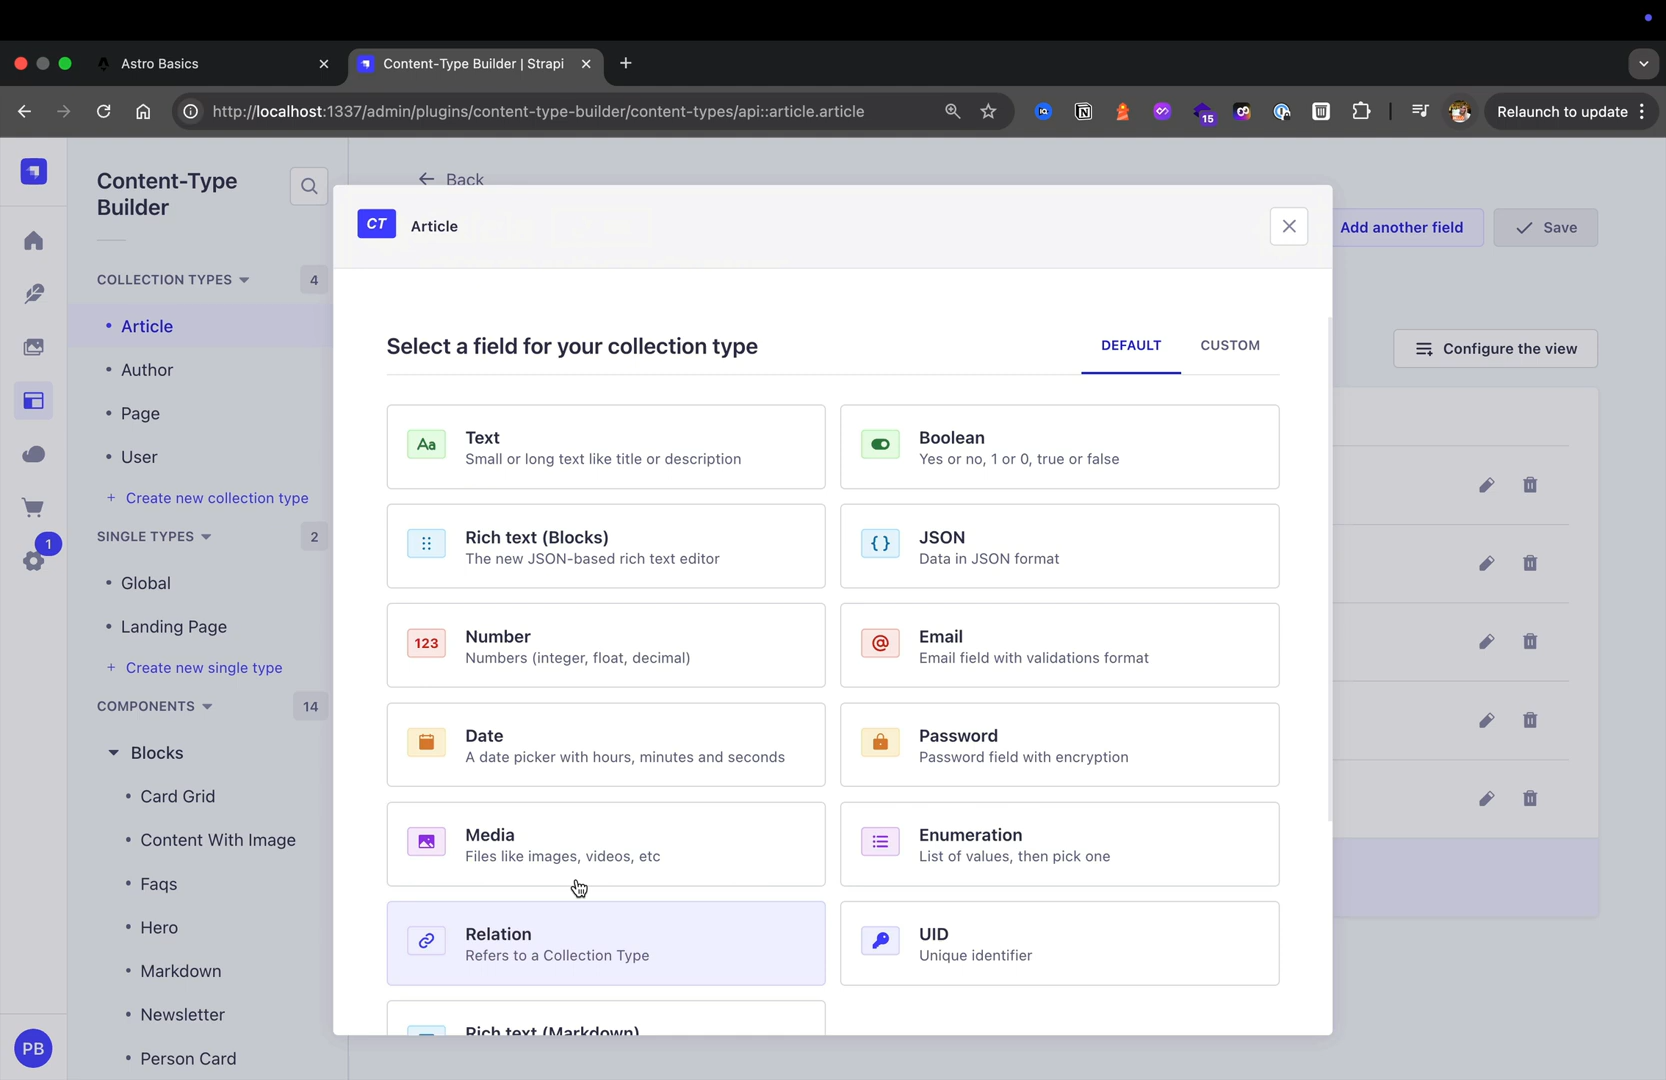 Astro Basics
Content-Type Builder | Strapi
http://localhost:1337/admin/plugins/content-type-builder/content-types/api::article.article
15
Relaunch to update
Content-Type
Builder
COLLECTION TYPES
4
Article
Author
Page
User
+ Create new collection type
SINGLE TYPES
2
Global
Landing Page
+ Create new single type
COMPONENTS
14
Blocks
Card Grid
Content With Image
Faqs
Hero
Markdown
Newsletter
Person Card
1
PB
Back
CT
Article
Add another field
Save
Configure the view
Select a field for your collection type
DEFAULT
CUSTOM
Aa
Text
Small or long text like title or description
Boolean
Yes or no, 1 or 0, true or false
Rich text (Blocks)
The new JSON-based rich text editor
{ }
JSON
Data in JSON format
123
Number
Numbers (integer, float, decimal)
@
Email
Email field with validations format
Date
A date picker with hours, minutes and seconds
Password
Password field with encryption
Media
Files like images, videos, etc
Enumeration
List of values, then pick one
Relation
Refers to a Collection Type
UID
Unique identifier
Rich text (Markdown)